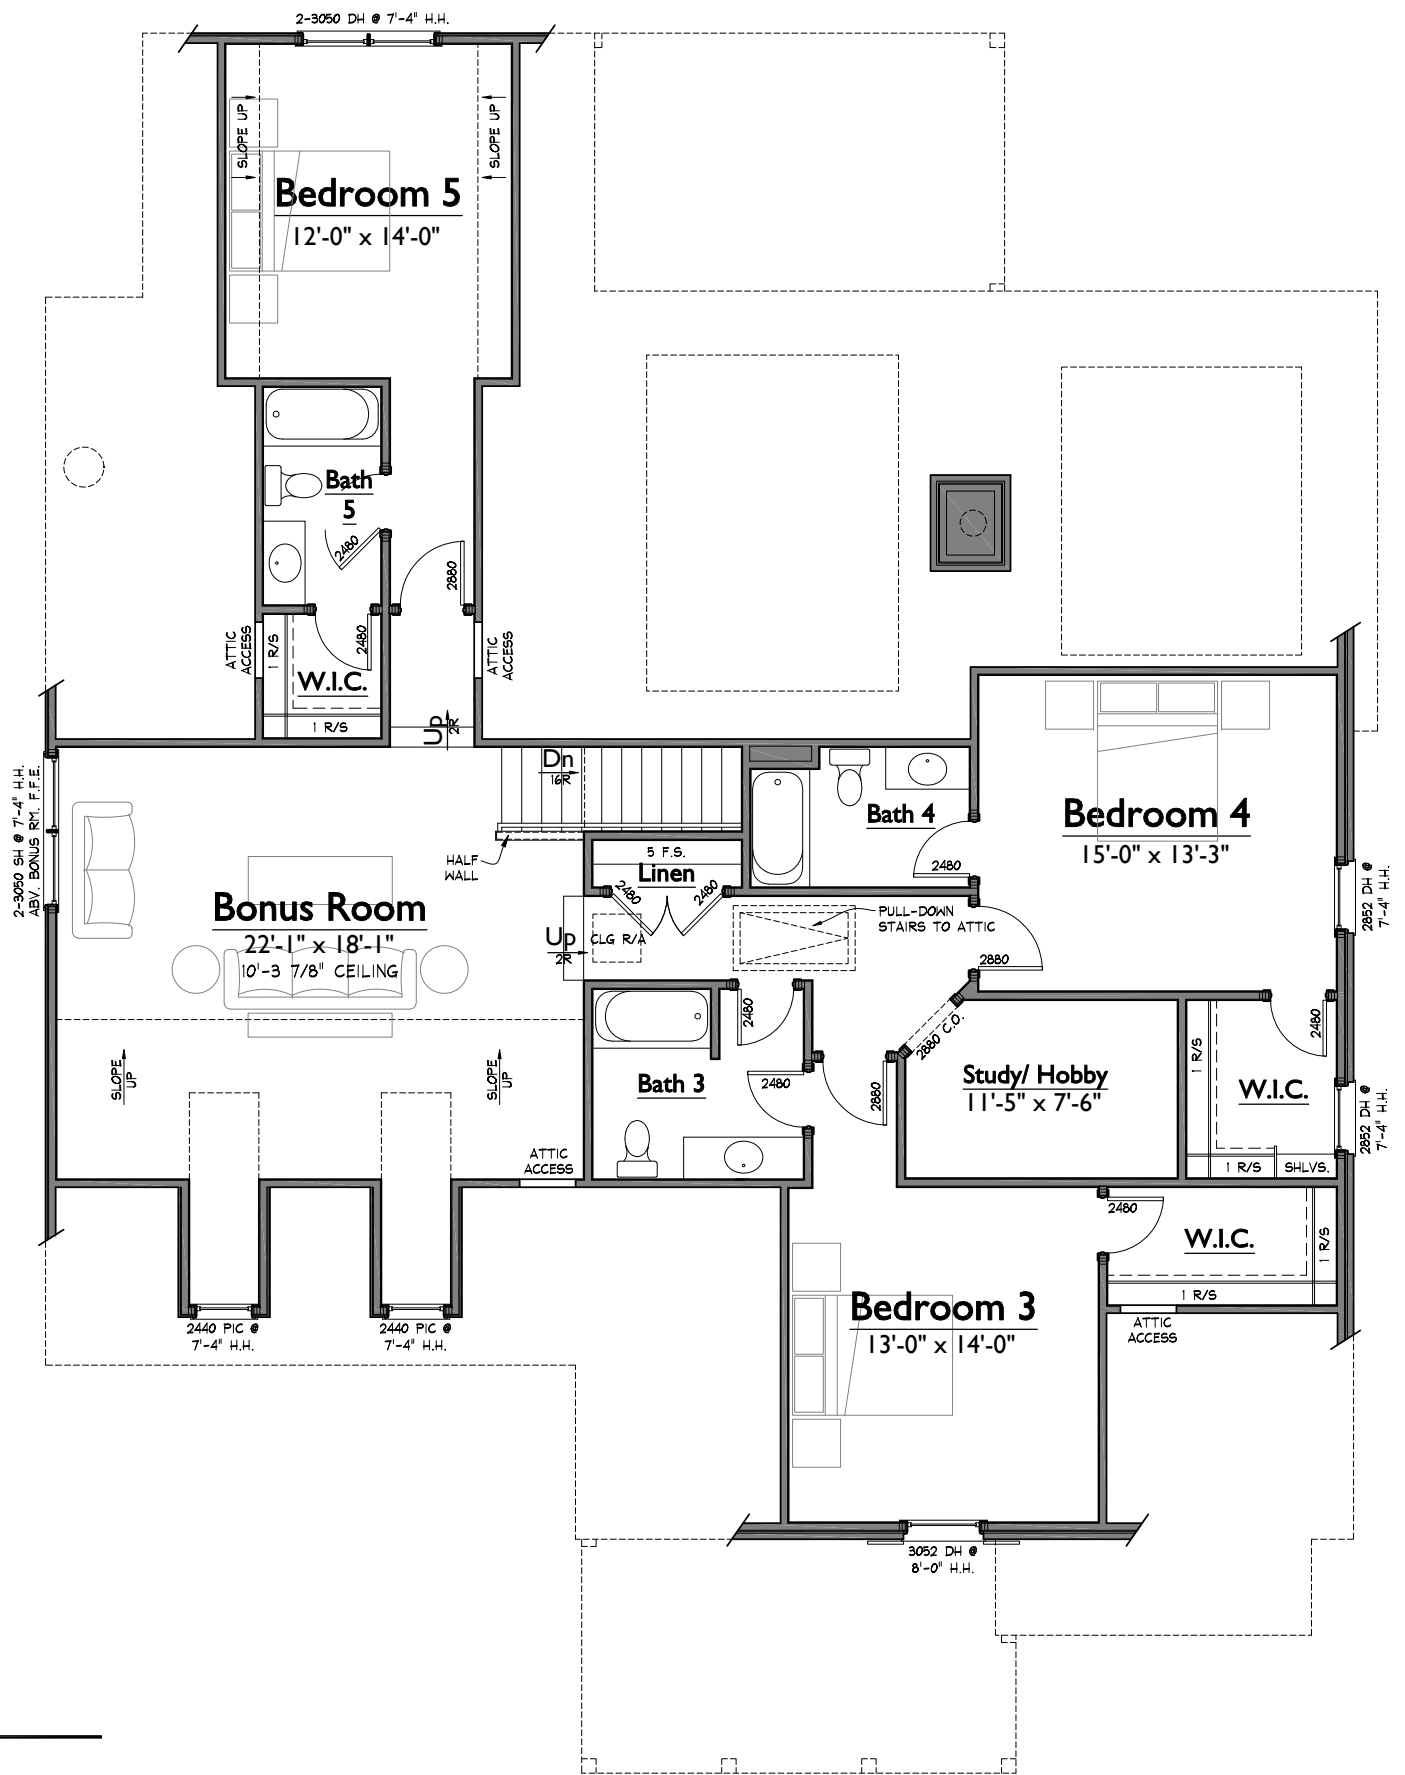 2-3050 DH @ 7'-4" H.H.
SLOPE UP
SLOPE UP
Bedroom 5
12'-0" x 14'-0"
Bath
5
2480
2880
2480
ATTIC
ACCESS
1 R/S
W.I.C.
1 R/S
ATTIC
ACCESS
Up
2R
Dn
16R
2-3050 SH @ 7'-4" H.H.
ABV. BONUS RM. F.F.E.
HALF
WALL
5 F.S.
Linen
2480
2480
Bath 4
2480
Bedroom 4
15'-0" x 13'-3"
2852 DH @
7'-4" H.H.
Bonus Room
22'-1" x 18'-1"
10'-3 7/8" CEILING
Up
2R
CLG R/A
PULL-DOWN
STAIRS TO ATTIC
2880
2480
2880 C.O.
2480
SLOPE
UP
SLOPE
UP
Bath 3
2480
2880
Study/ Hobby
11'-5" x 7'-6"
1 R/S
W.I.C.
1 R/S
SHLVS.
2852 DH @
7'-4" H.H.
ATTIC
ACCESS
2480
W.I.C.
1 R/S
1 R/S
ATTIC
ACCESS
2440 PIC @
7'-4" H.H.
2440 PIC @
7'-4" H.H.
Bedroom 3
13'-0" x 14'-0"
3052 DH @
8'-0" H.H.